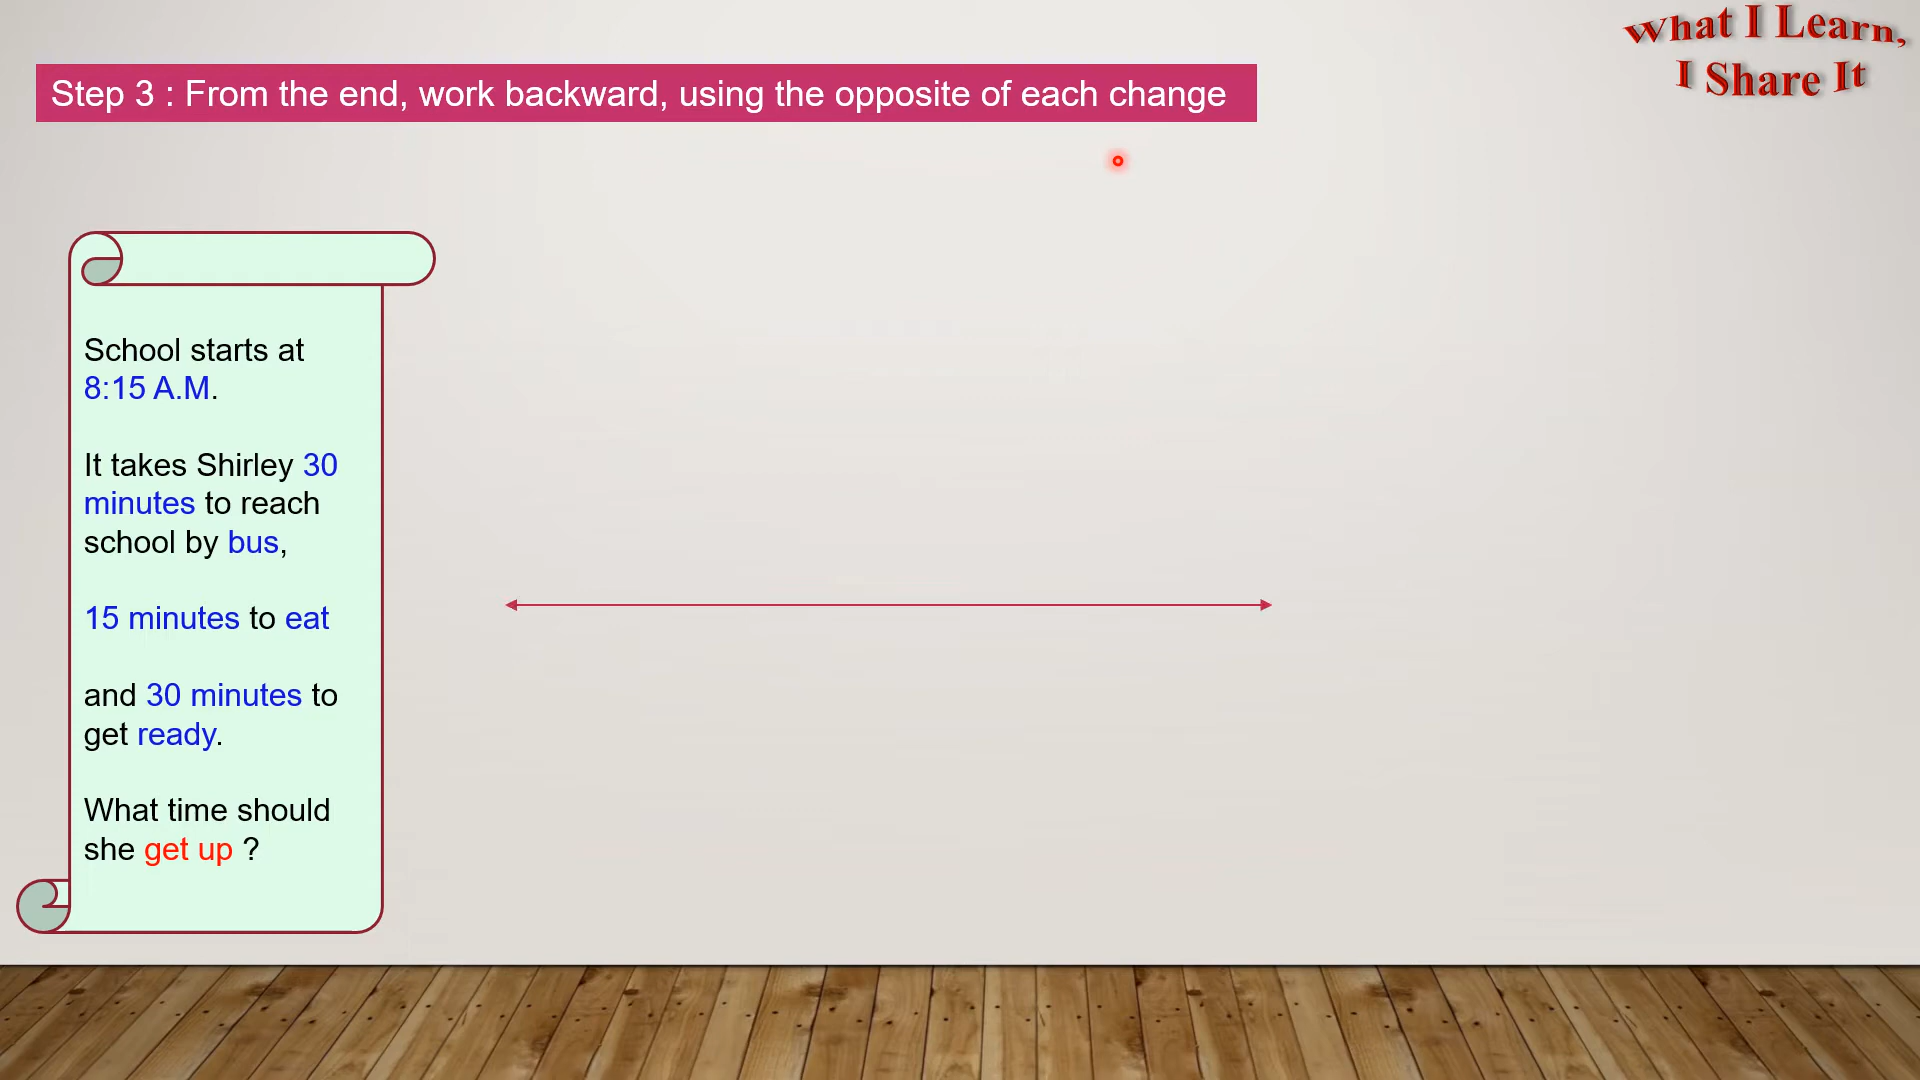 What I Learn,
I Share It
Step 3 : From the end, work backward, using the opposite of each change
School starts at
8:15 A.M.
It takes Shirley 30
minutes to reach
school by bus,
15 minutes to eat
and 30 minutes to
get ready.
What time should
she get up ?